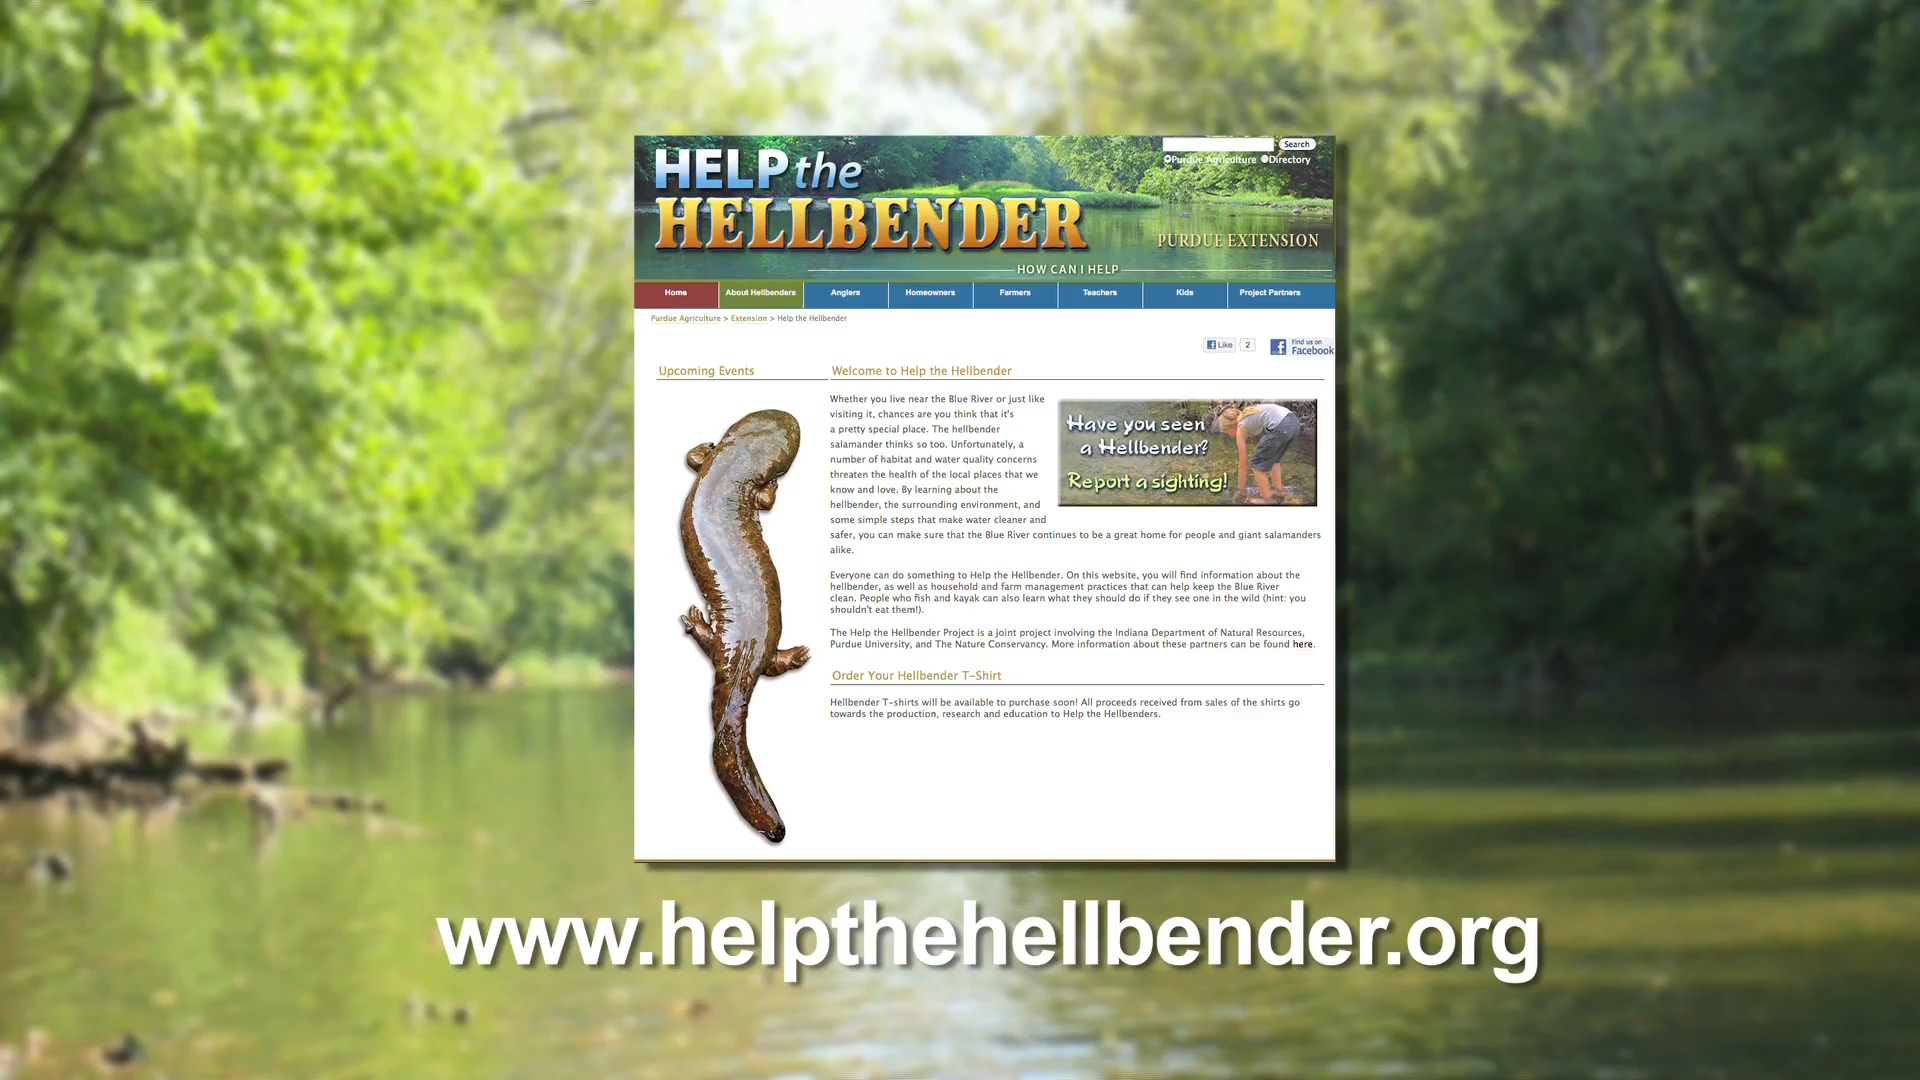 HELP the
HELLBENDER
Search
Purdue Agriculture Directory
PURDUE EXTENSION
HOW CAN I HELP
Home About Hellbenders Anglers Homeowners Farmers Teachers Kids Project Partners
Purdue Agriculture > Extension > Help the Hellbender
Like 2 Find us on
Facebook
Upcoming Events
Welcome to Help the Hellbender
Whether you live near the Blue River or just like
visiting it, chances are you think that it's
a pretty special place. The hellbender
salamander thinks so too. Unfortunately, a
number of habitat and water quality concerns
threaten the health of the local places that we
know and love. By learning about the
hellbender, the surrounding environment, and
some simple steps that make water cleaner and
safer, you can make sure that the Blue River continues to be a great home for people and giant salamanders
alike.
Have you seen
a Hellbender?
Report a sighting!
Everyone can do something to Help the Hellbender. On this website, you will find information about the
hellbender, as well as household and farm management practices that can help keep the Blue River
clean. People who fish and kayak can also learn what they should do if they see one in the wild (hint: you
shouldn't eat them!).
The Help the Hellbender Project is a joint project involving the Indiana Department of Natural Resources,
Purdue University, and The Nature Conservancy. More information about these partners can be found here.
Order Your Hellbender T-Shirt
Hellbender T-shirts will be available to purchase soon! All proceeds received from sales of the shirts go
towards the production, research and education to Help the Hellbenders.
www.helpthehellbender.org